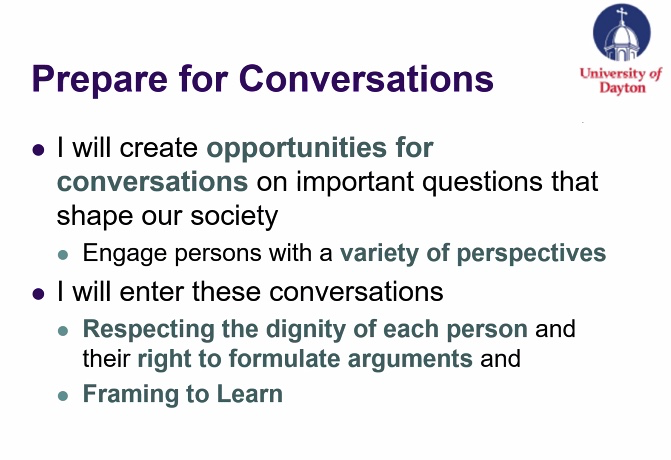 University of
Dayton
Prepare for Conversations
I will create opportunities for
conversations on important questions that
shape our society
Engage persons with a variety of perspectives
I will enter these conversations
Respecting the dignity of each person and
their right to formulate arguments and
Framing to Learn